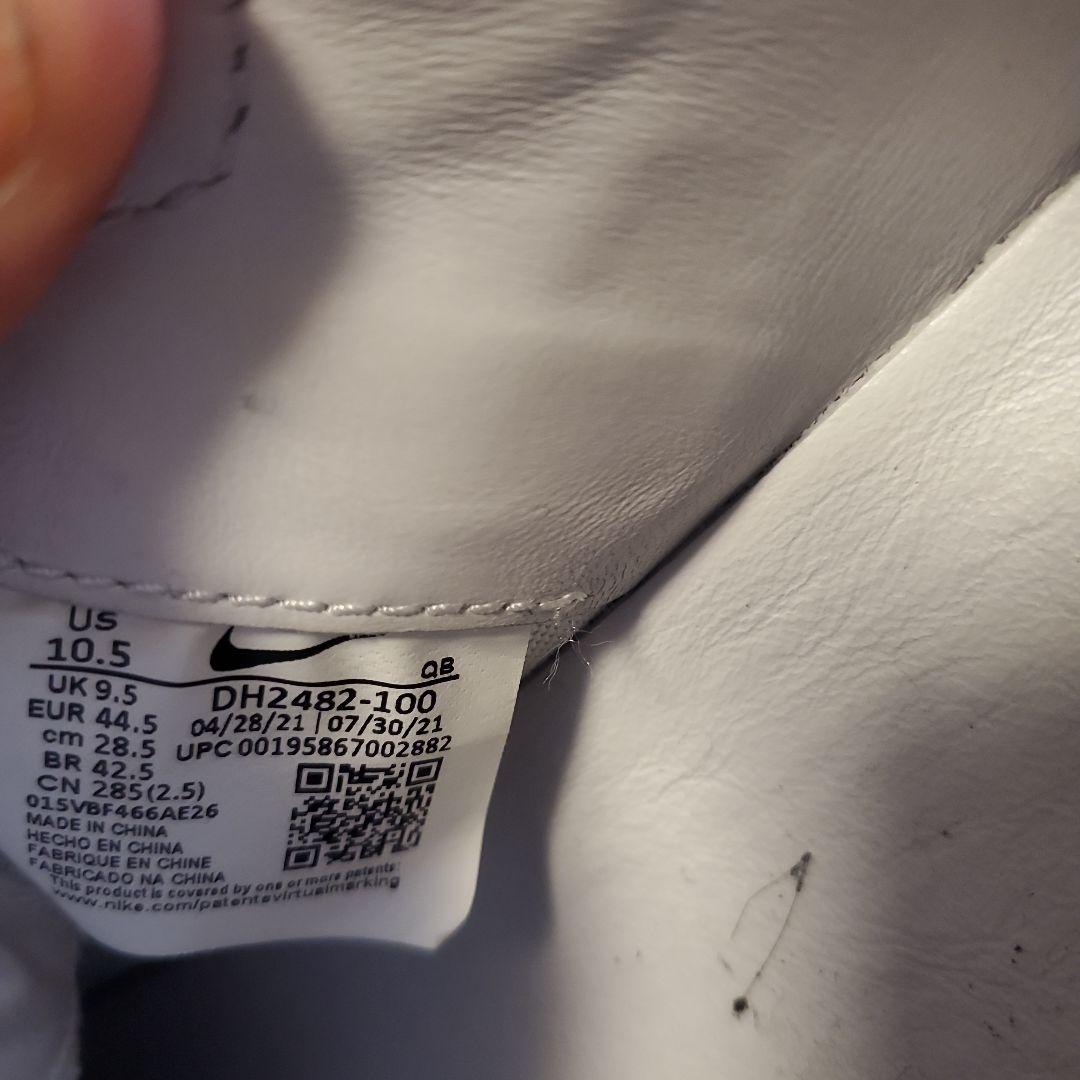 US
10.5
QB
UK 9.5
DH2482-100
EUR 44.5
04/28/21 | 07/30/21
cm 28.5
UPC 00195867002882
BR 42.5
CN 285(2.5)
015VBF466AE26
MADE IN CHINA
HECHO EN CHINA
FABRIQUE EN CHINE
FABRICADO NA CHINA
This product is covered by one or more patents:
www.nike.com/patentsvirtualmarking